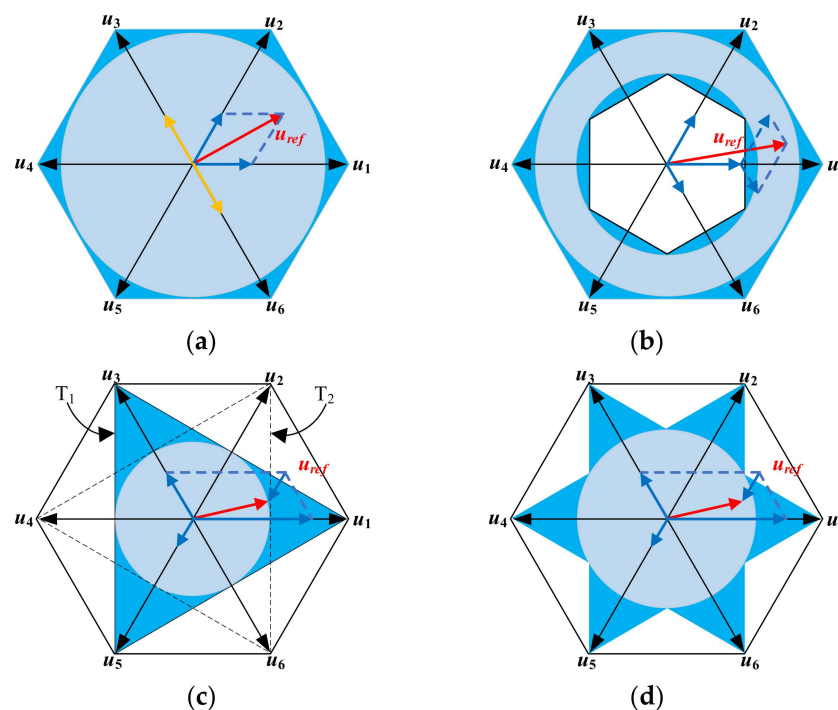 u3 u2 u3 u2
uref uref
u4 u1 u4 u
u5 u6 u5 u6
(a) (b)
u3 u2 u3 u2
T1 T2
uref uref
u4 u1 u4 u
u5 u6 u5 u6
(c) (d)